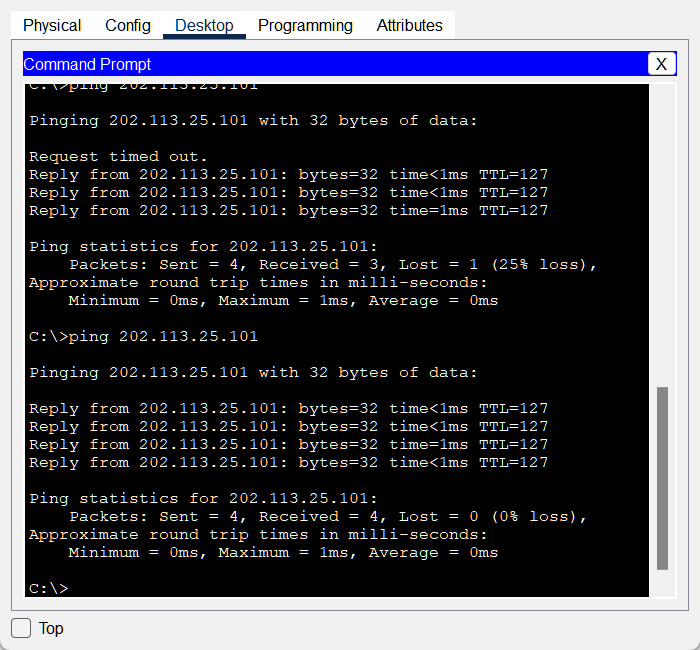 Physical Config Desktop Programming Attributes
Command Prompt X
C:\>ping 202.113.25.101
Pinging 202.113.25.101 with 32 bytes of data:
Request timed out.
Reply from 202.113.25.101: bytes=32 time<1ms TTL=127
Reply from 202.113.25.101: bytes=32 time<1ms TTL=127
Reply from 202.113.25.101: bytes=32 time=1ms TTL=127
Ping statistics for 202.113.25.101:
Packets: Sent = 4, Received = 3, Lost = 1 (25% loss),
Approximate round trip times in milli-seconds:
Minimum = 0ms, Maximum = 1ms, Average = 0ms
C:\>ping 202.113.25.101
Pinging 202.113.25.101 with 32 bytes of data:
Reply from 202.113.25.101: bytes=32 time<1ms TTL=127
Reply from 202.113.25.101: bytes=32 time<1ms TTL=127
Reply from 202.113.25.101: bytes=32 time=1ms TTL=127
Reply from 202.113.25.101: bytes=32 time<1ms TTL=127
Ping statistics for 202.113.25.101:
Packets: Sent = 4, Received = 4, Lost = 0 (0% loss),
Approximate round trip times in milli-seconds:
Minimum = 0ms, Maximum = 1ms, Average = 0ms
C:\>
Top